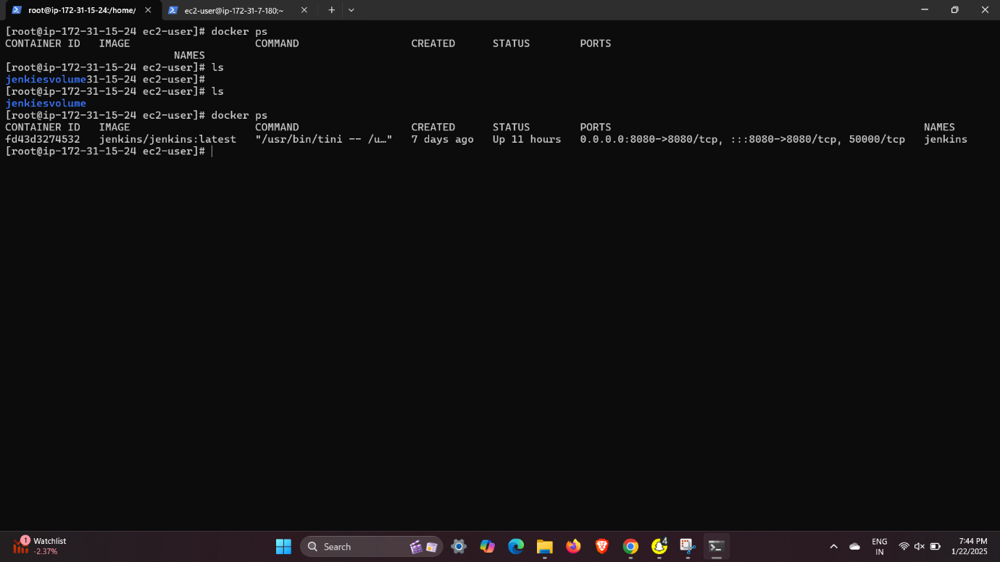 root@ip-172-31-15-24:/home/
ec2-user@ip-172-31-7-180:~
[root@ip-172-31-15-24 ec2-user]# docker ps
CONTAINER ID   IMAGE                    COMMAND                  CREATED      STATUS        PORTS
                           NAMES
[root@ip-172-31-15-24 ec2-user]# ls
jenkiesvolume31-15-24 ec2-user]#
[root@ip-172-31-15-24 ec2-user]# ls
jenkiesvolume
[root@ip-172-31-15-24 ec2-user]# docker ps
CONTAINER ID   IMAGE                    COMMAND                  CREATED      STATUS        PORTS                                                  NAMES
fd43d3274532   jenkins/jenkins:latest   "/usr/bin/tini -- /u…"   7 days ago   Up 11 hours   0.0.0.0:8080->8080/tcp, :::8080->8080/tcp, 50000/tcp   jenkins
[root@ip-172-31-15-24 ec2-user]#
1
Watchlist
-2.37%
Search
4
ENG
IN
7:44 PM
1/22/2025